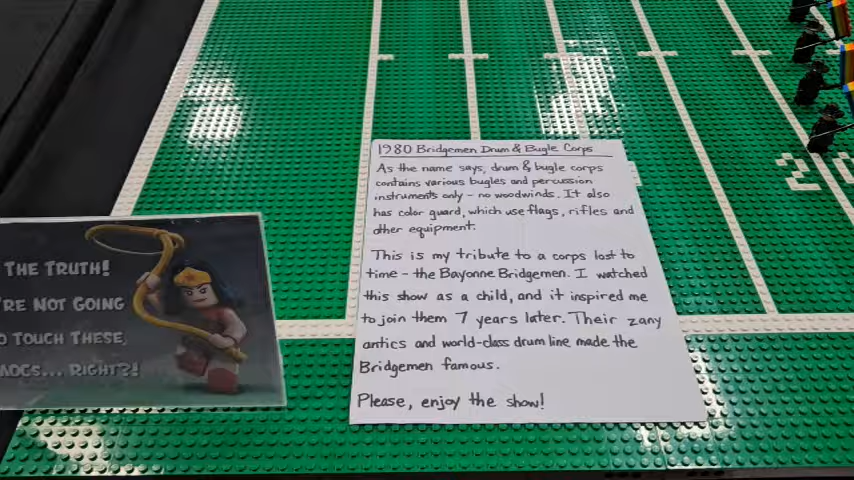 1980 Bridgemen Drum & Bugle Corps
As the name says, drum & bugle corps
contains various bugles and percussion
instruments only - no woodwinds. It also
has color guard, which use flags, rifles and
other equipment.
This is my tribute to a corps lost to
time - the Bayonne Bridgemen. I watched
this show as a child, and it inspired me
to join them 7 years later. Their zany
antics and world-class drum line made the
Bridgemen famous.
Please, enjoy the show!
THE TRUTH!
'RE NOT GOING
O TOUCH THESE,
MOCS... RIGHT?!
20